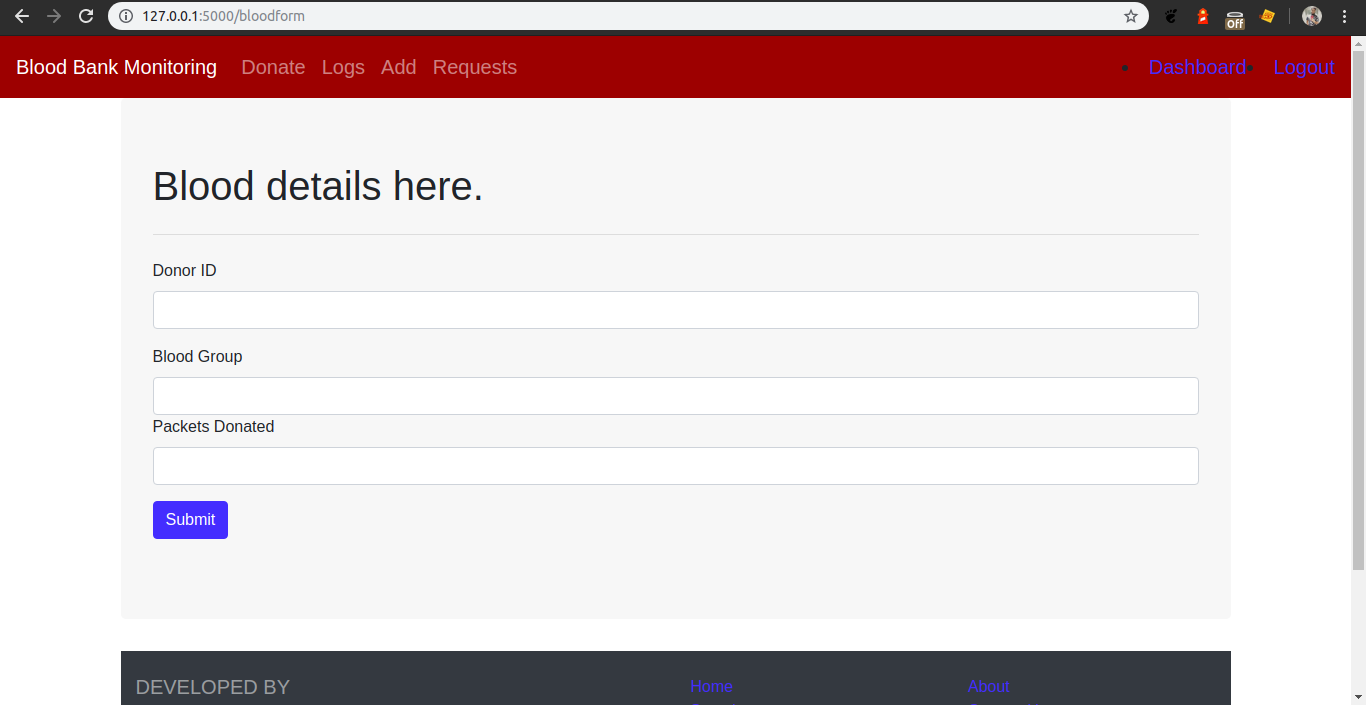 127.0.0.1:5000/bloodform
Off
Blood Bank Monitoring Donate Logs Add Requests Dashboard Logout
Blood details here.
Donor ID
Blood Group
Packets Donated
Submit
DEVELOPED BY Home About